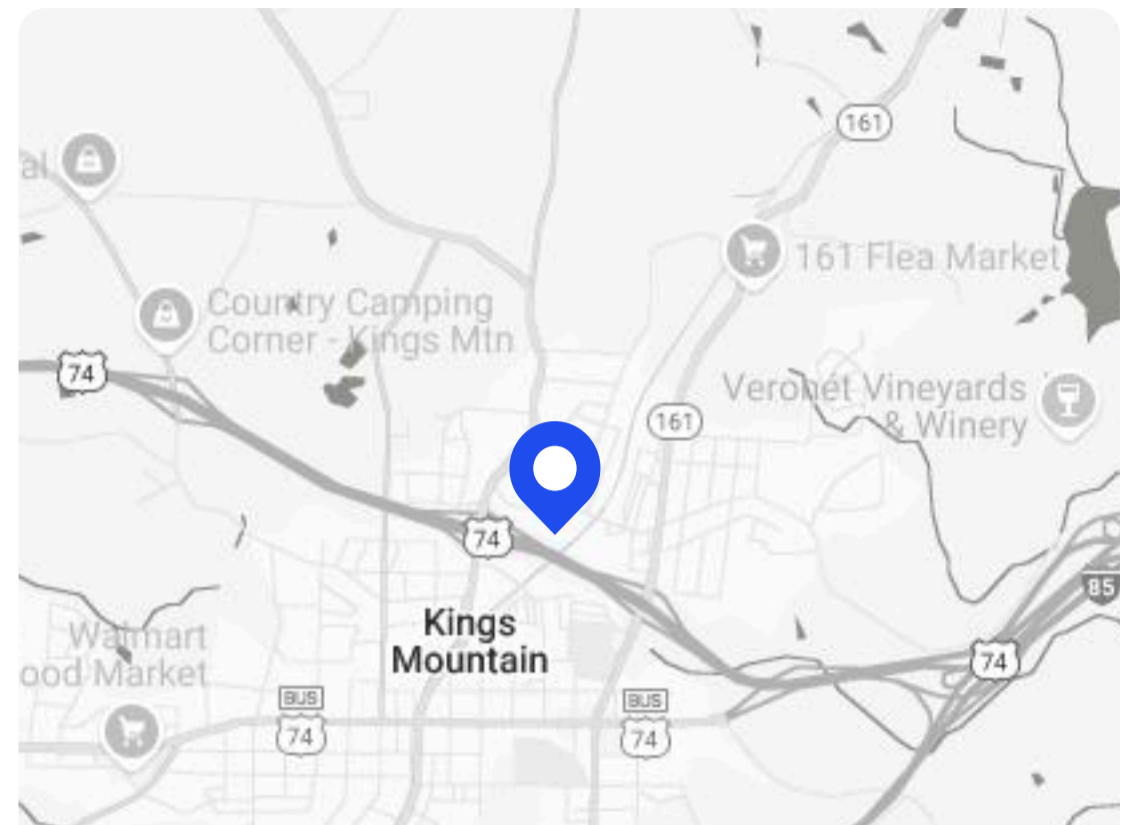 161
al
161 Flea Market
Country Camping
Corner - Kings Mtn
74
Veronét Vineyards
& Winery
161
74
85
Kings
Mountain
Walmart
ood Market
74
BUS
74
BUS
74